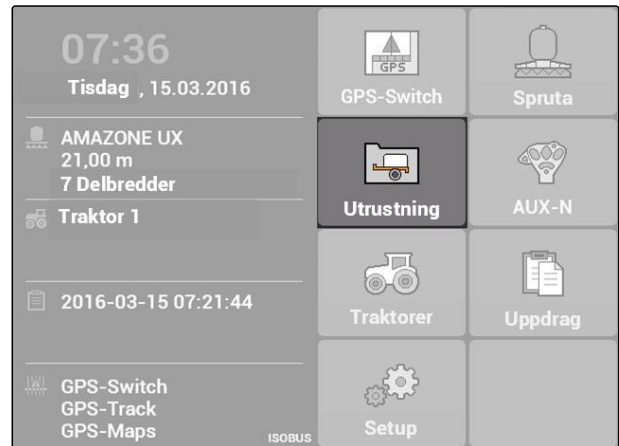 07:36
Tisdag , 15.03.2016
AMAZONE UX
21,00 m
7 Delbredder
Traktor 1
2016-03-15 07:21:44
GPS-Switch
GPS-Track
GPS-Maps
ISOBUS
GPS
GPS-Switch
Spruta
Utrustning
AUX-N
Traktorer
Uppdrag
Setup